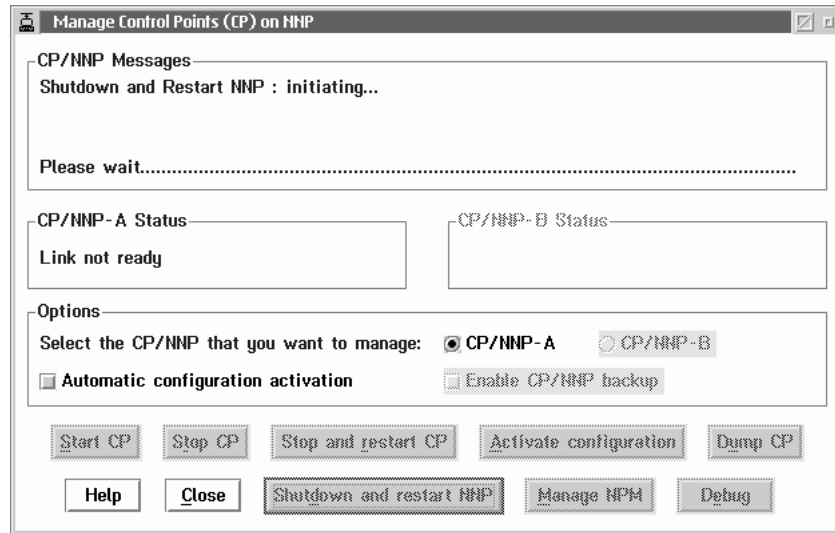 Manage Control Points (CP) on NNP
CP/NNP Messages
Shutdown and Restart NNP : initiating...
Please wait...................................................................................................
CP/NNP-A Status
CP/NNP-B Status
Link not ready
Options
Select the CP/NNP that you want to manage: CP/NNP-A CP/NNP-B
Automatic configuration activation Enable CP/NNP backup
Start CP Stop CP Stop and restart CP Activate configuration Dump CP
Help Close Shutdown and restart NNP Manage NPM Debug